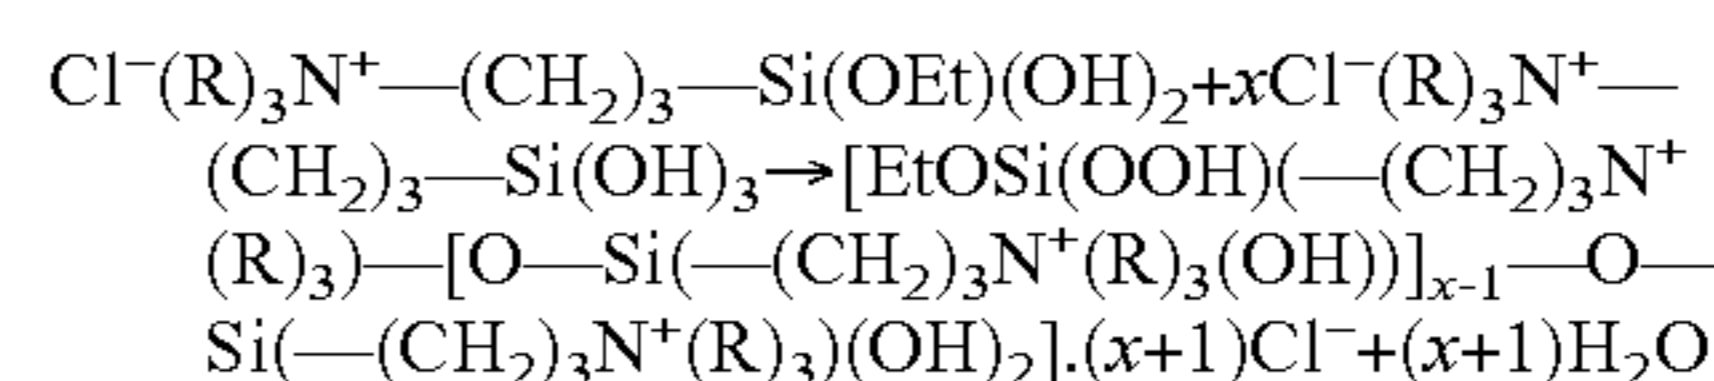 Cl⁻(R)₃N⁺—(CH₂)₃—Si(OEt)(OH)₂+xCl⁻(R)₃N⁺—
(CH₂)₃—Si(OH)₃→[EtOSi(OOH)(—(CH₂)₃N⁺
(R)₃)—[O—Si(—(CH₂)₃N⁺(R)₃(OH))]ₓ₋₁—O—
Si(—(CH₂)₃N⁺(R)₃)(OH)₂].(x+1)Cl⁻+(x+1)H₂O